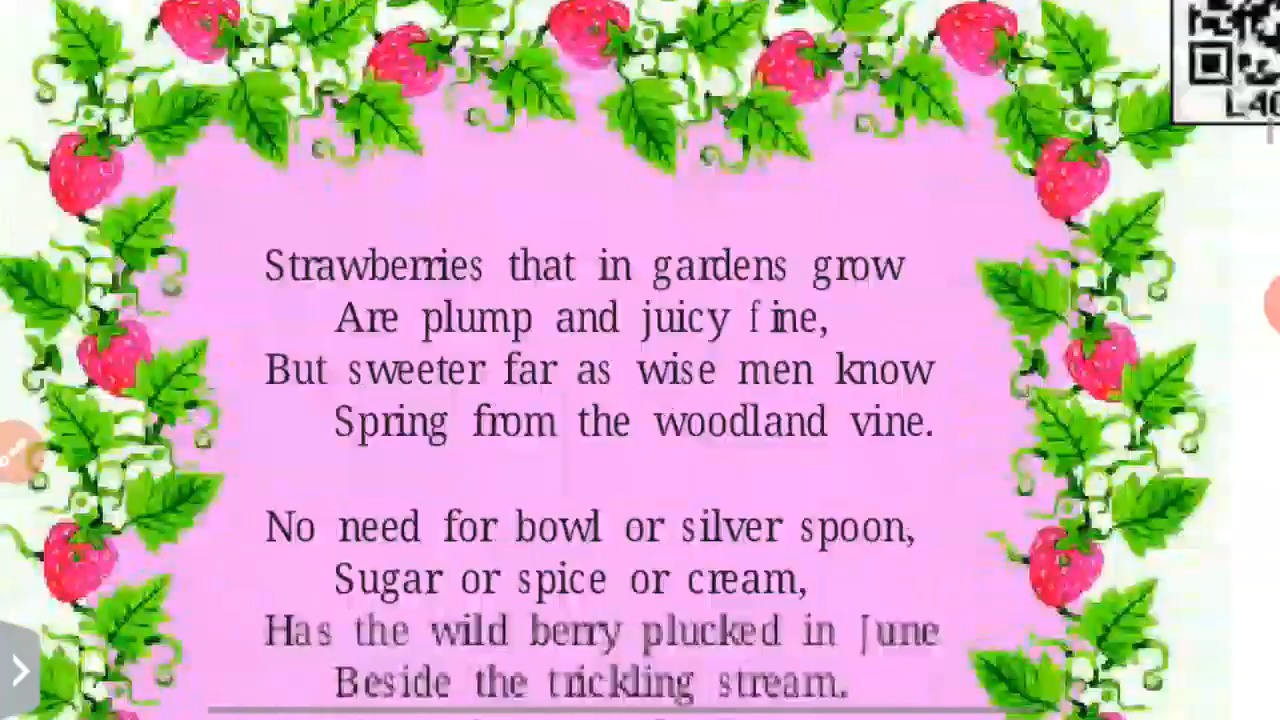 Strawberries that in gardens grow
Are plump and juicy fine,
But sweeter far as wise men know
Spring from the woodland vine.
No need for bowl or silver spoon,
Sugar or spice or cream,
Has the wild berry plucked in June
Beside the trickling stream.